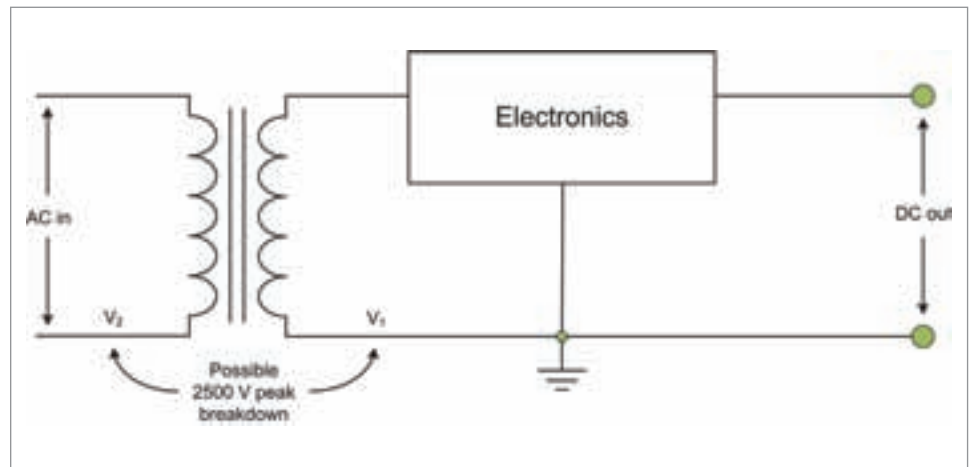 Electronics
AC in
DC out
V₂
V₁
Possible
2500 V peak
breakdown